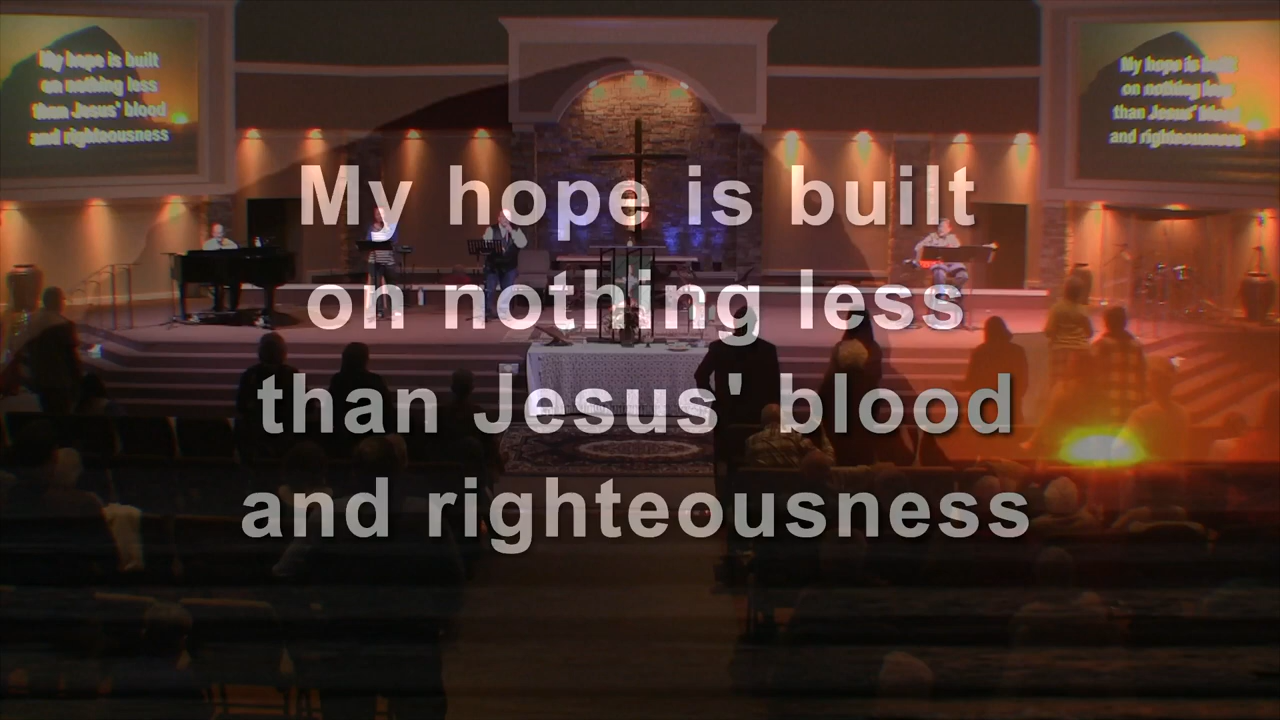 My hope is built
on nothing less
than Jesus' blood
and righteousness
My hope is built
on nothing less
than Jesus' blood
and righteousness
My hope is built
on nothing less
than Jesus' blood
and righteousness